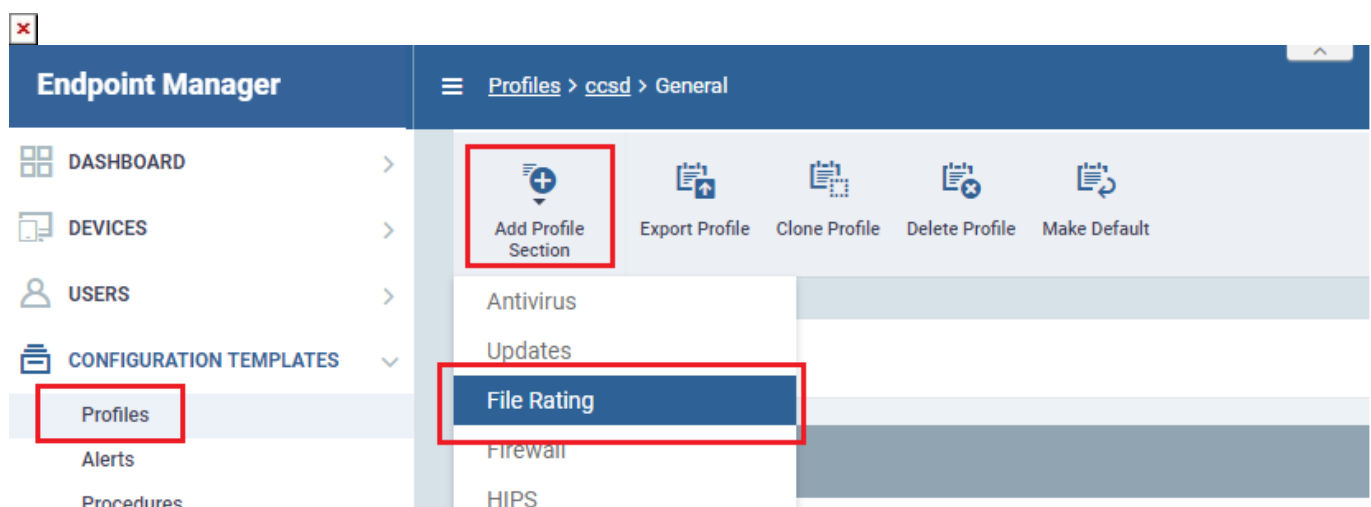 Endpoint Manager
Profiles > ccsd > General
DASHBOARD
DEVICES
USERS
CONFIGURATION TEMPLATES
Profiles
Alerts
Procedures
Add Profile
Section
Export Profile
Clone Profile
Delete Profile
Make Default
Antivirus
Updates
File Rating
Firewall
HIPS